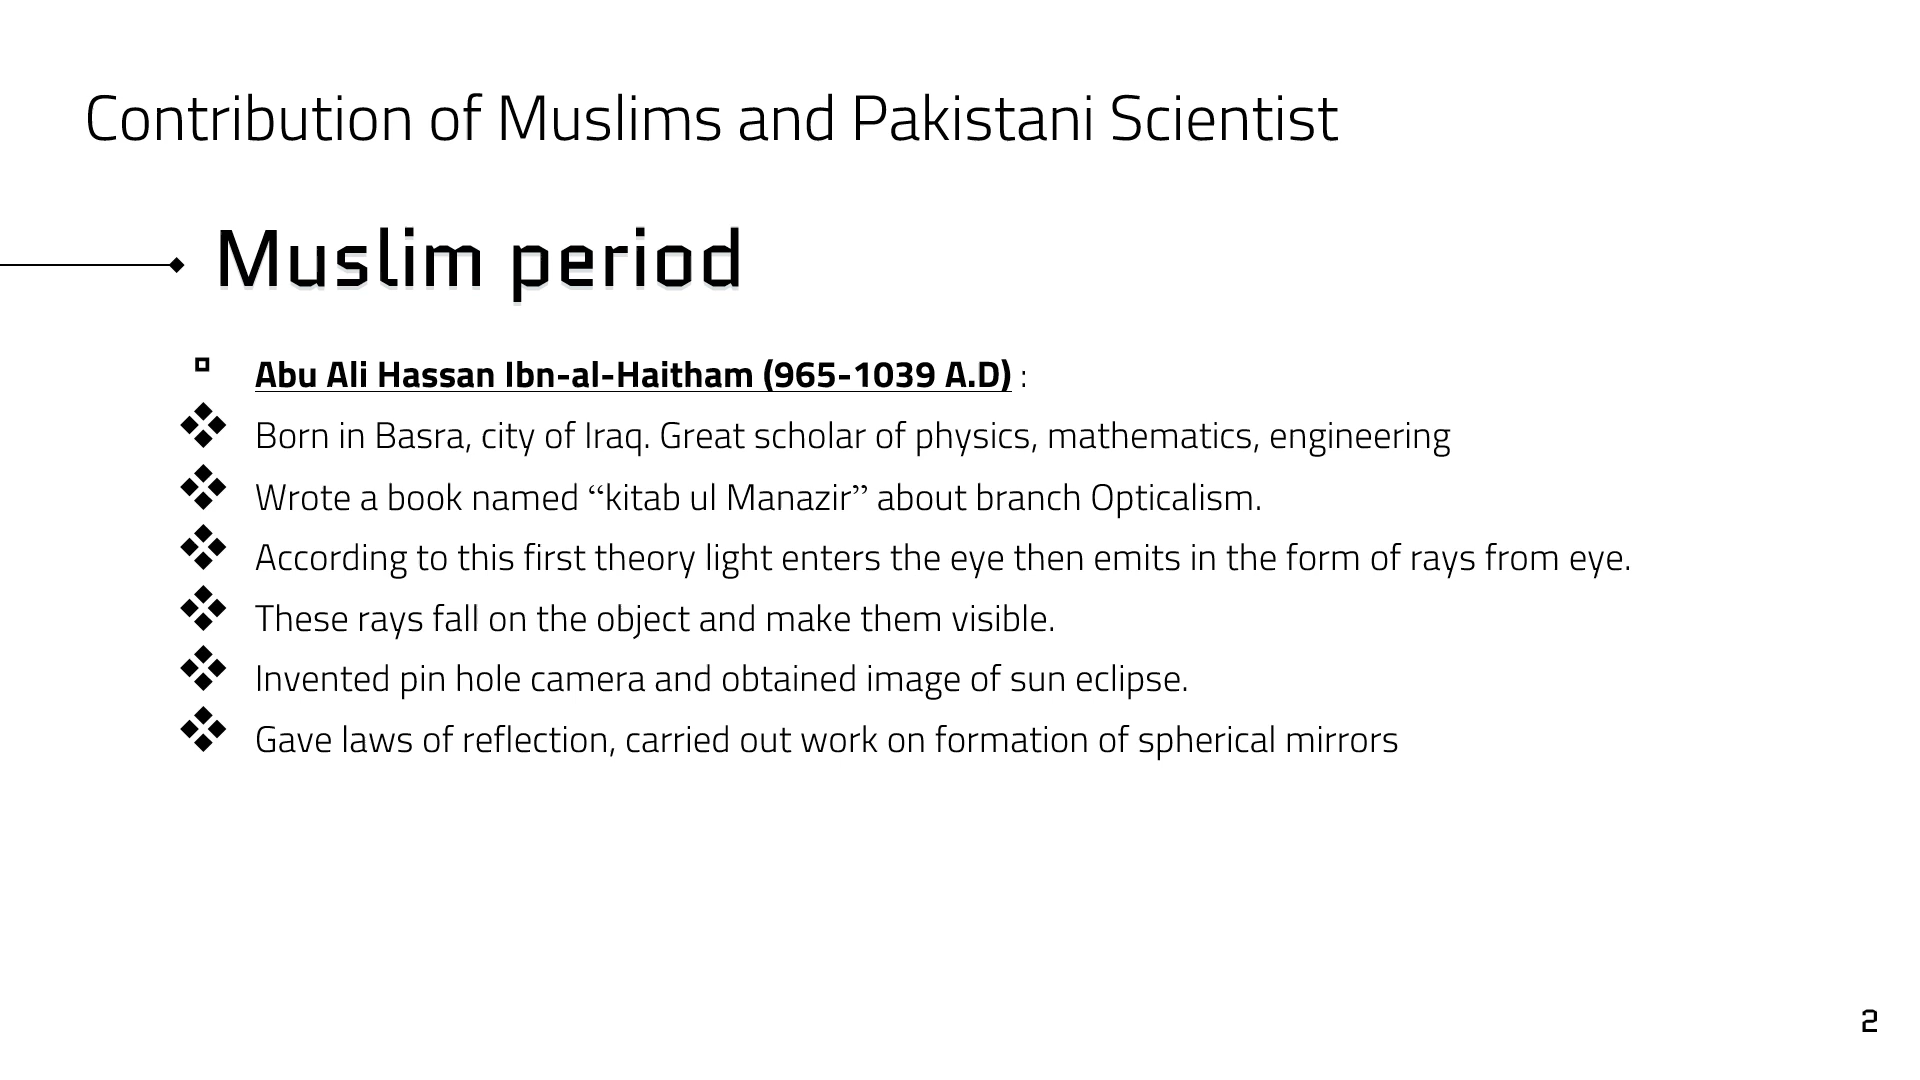 Contribution of Muslims and Pakistani Scientist
Muslim period
Abu Ali Hassan Ibn-al-Haitham (965-1039 A.D) :
Born in Basra, city of Iraq. Great scholar of physics, mathematics, engineering
Wrote a book named “kitab ul Manazir” about branch Opticalism.
According to this first theory light enters the eye then emits in the form of rays from eye.
These rays fall on the object and make them visible.
Invented pin hole camera and obtained image of sun eclipse.
Gave laws of reflection, carried out work on formation of spherical mirrors
2